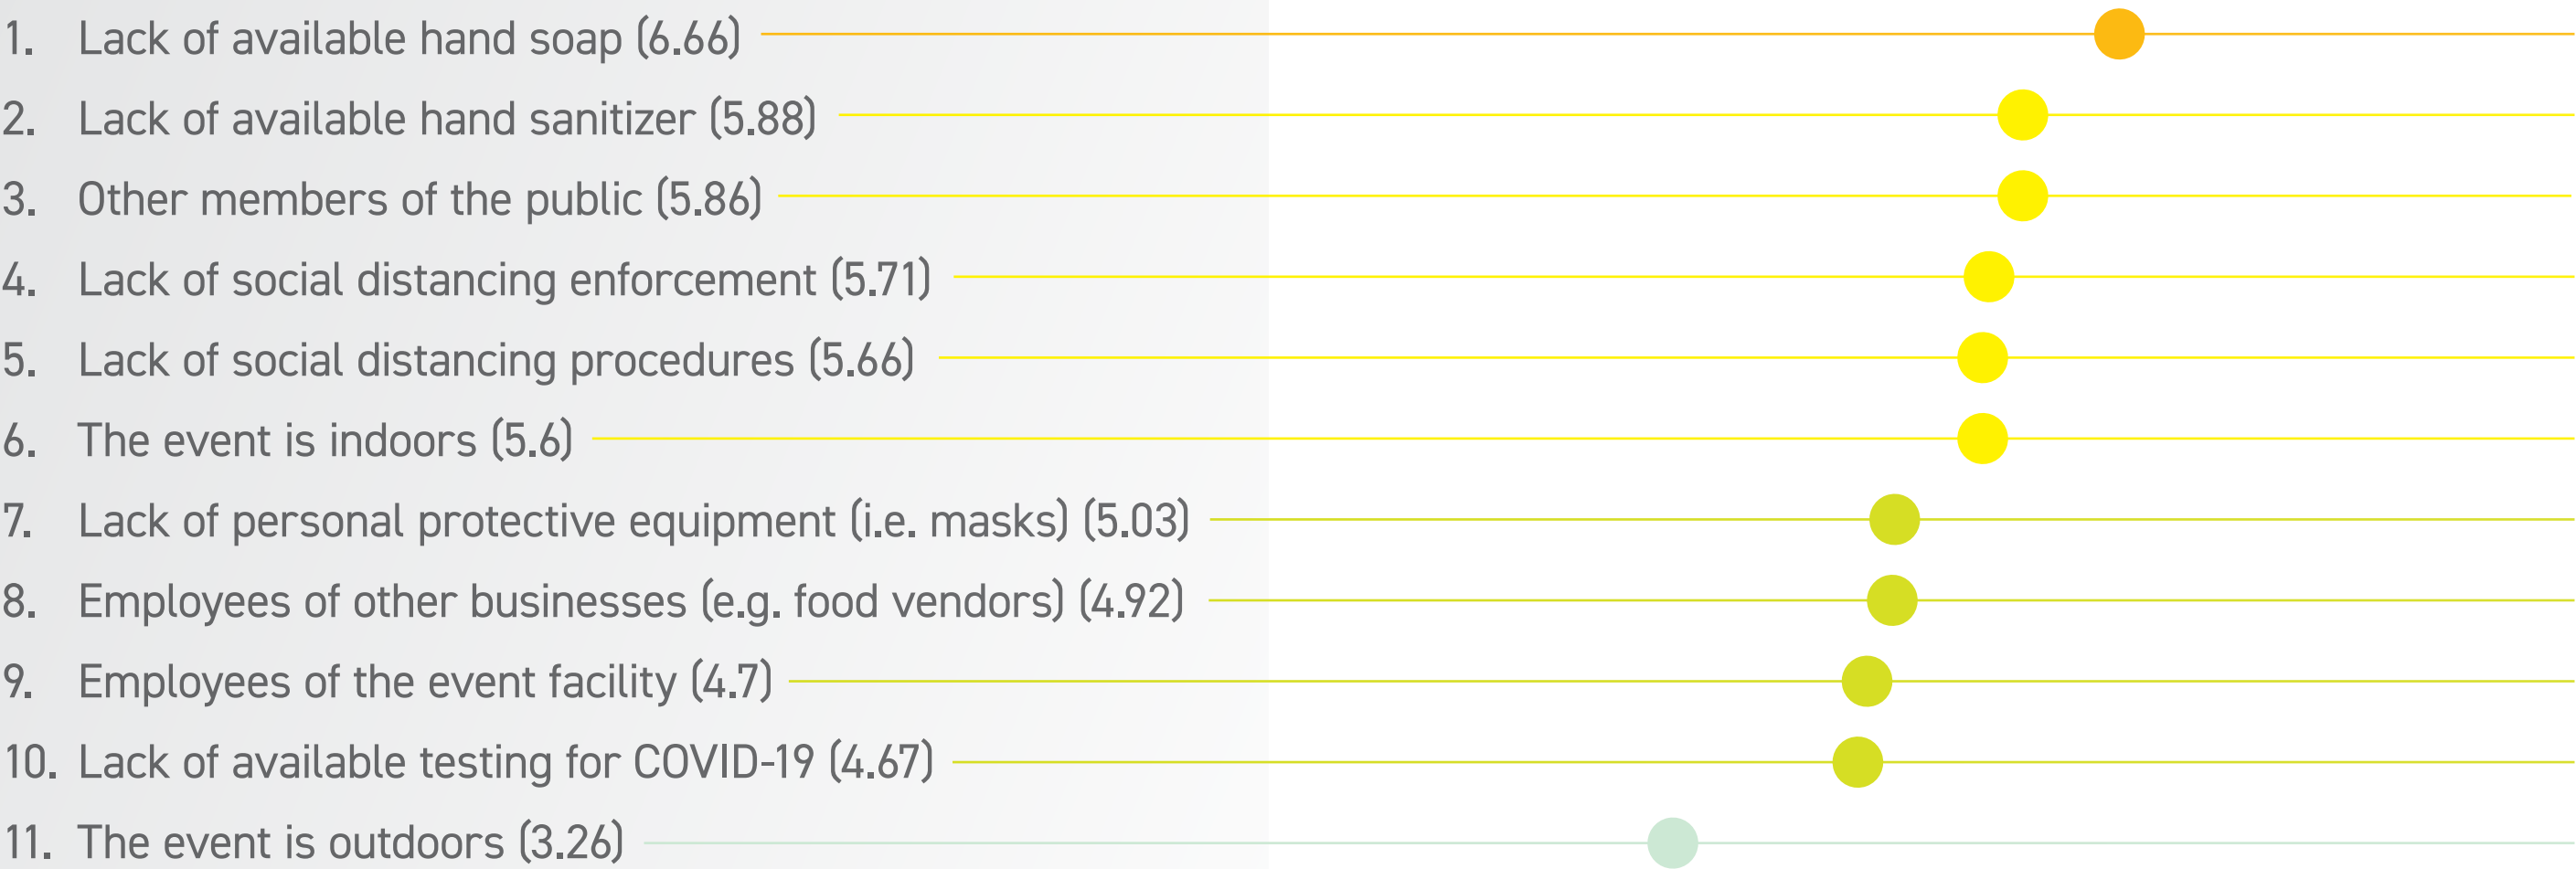 1. Lack of available hand soap (6.66)
2. Lack of available hand sanitizer (5.88)
3. Other members of the public (5.86)
4. Lack of social distancing enforcement (5.71)
5. Lack of social distancing procedures (5.66)
6. The event is indoors (5.6)
7. Lack of personal protective equipment (i.e. masks) (5.03)
8. Employees of other businesses (e.g. food vendors) (4.92)
9. Employees of the event facility (4.7)
10. Lack of available testing for COVID-19 (4.67)
11. The event is outdoors (3.26)